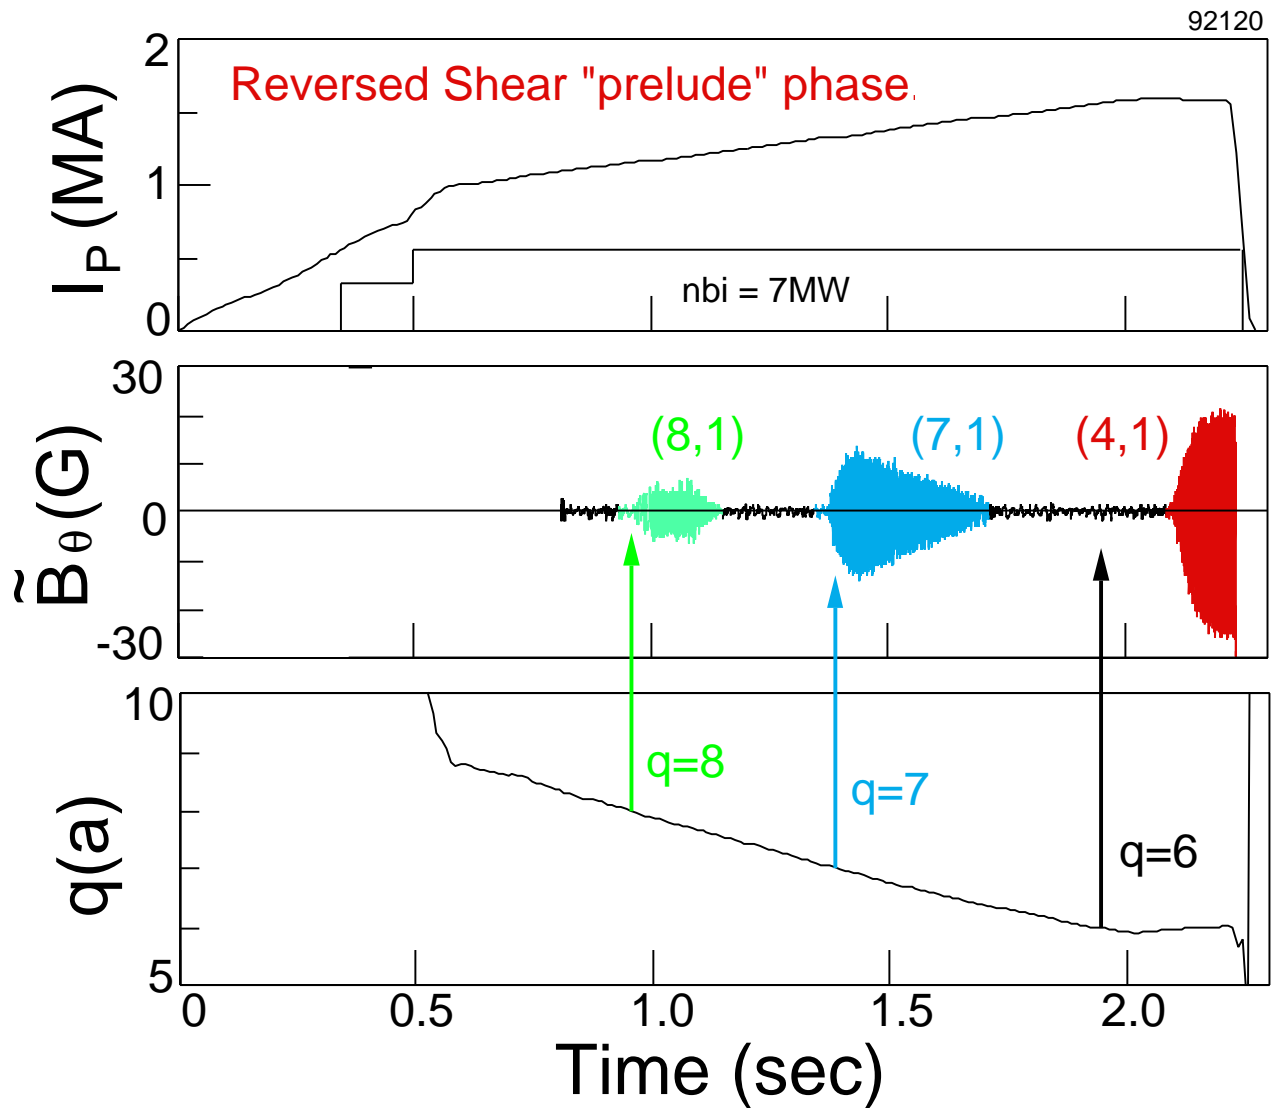 92120
2
Reversed Shear "prelude" phase.
I_P (MA)
1
nbi = 7MW
0
30
(8,1) (7,1) (4,1)
B̃_θ (G)
0
-30
10
q=8
q=7
q(a)
q=6
5
0 0.5 1.0 1.5 2.0
Time (sec)